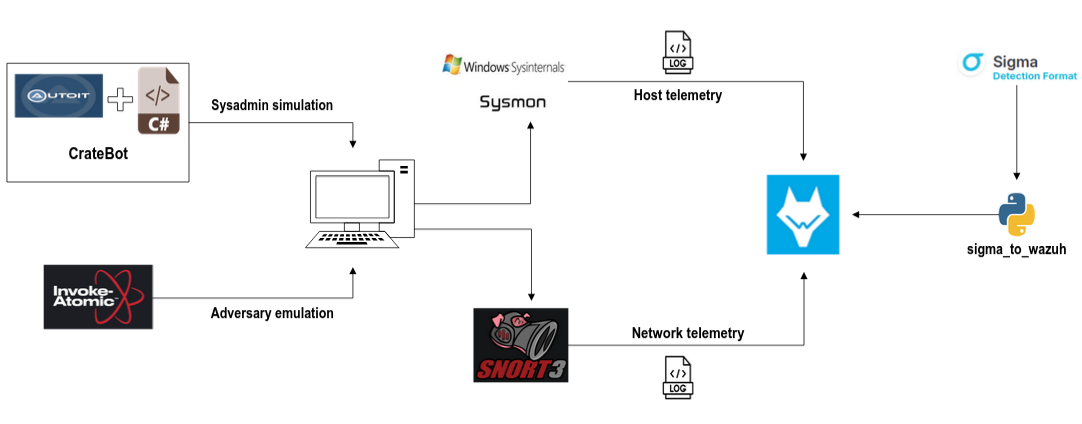 AUTOIT
</>
C#
CrateBot
Sysadmin simulation
Invoke-
Atomic
Adversary emulation
Windows Sysinternals
Sysmon
</>
LOG
Host telemetry
SNORT3
Network telemetry
</>
LOG
Sigma
Detection Format
sigma_to_wazuh